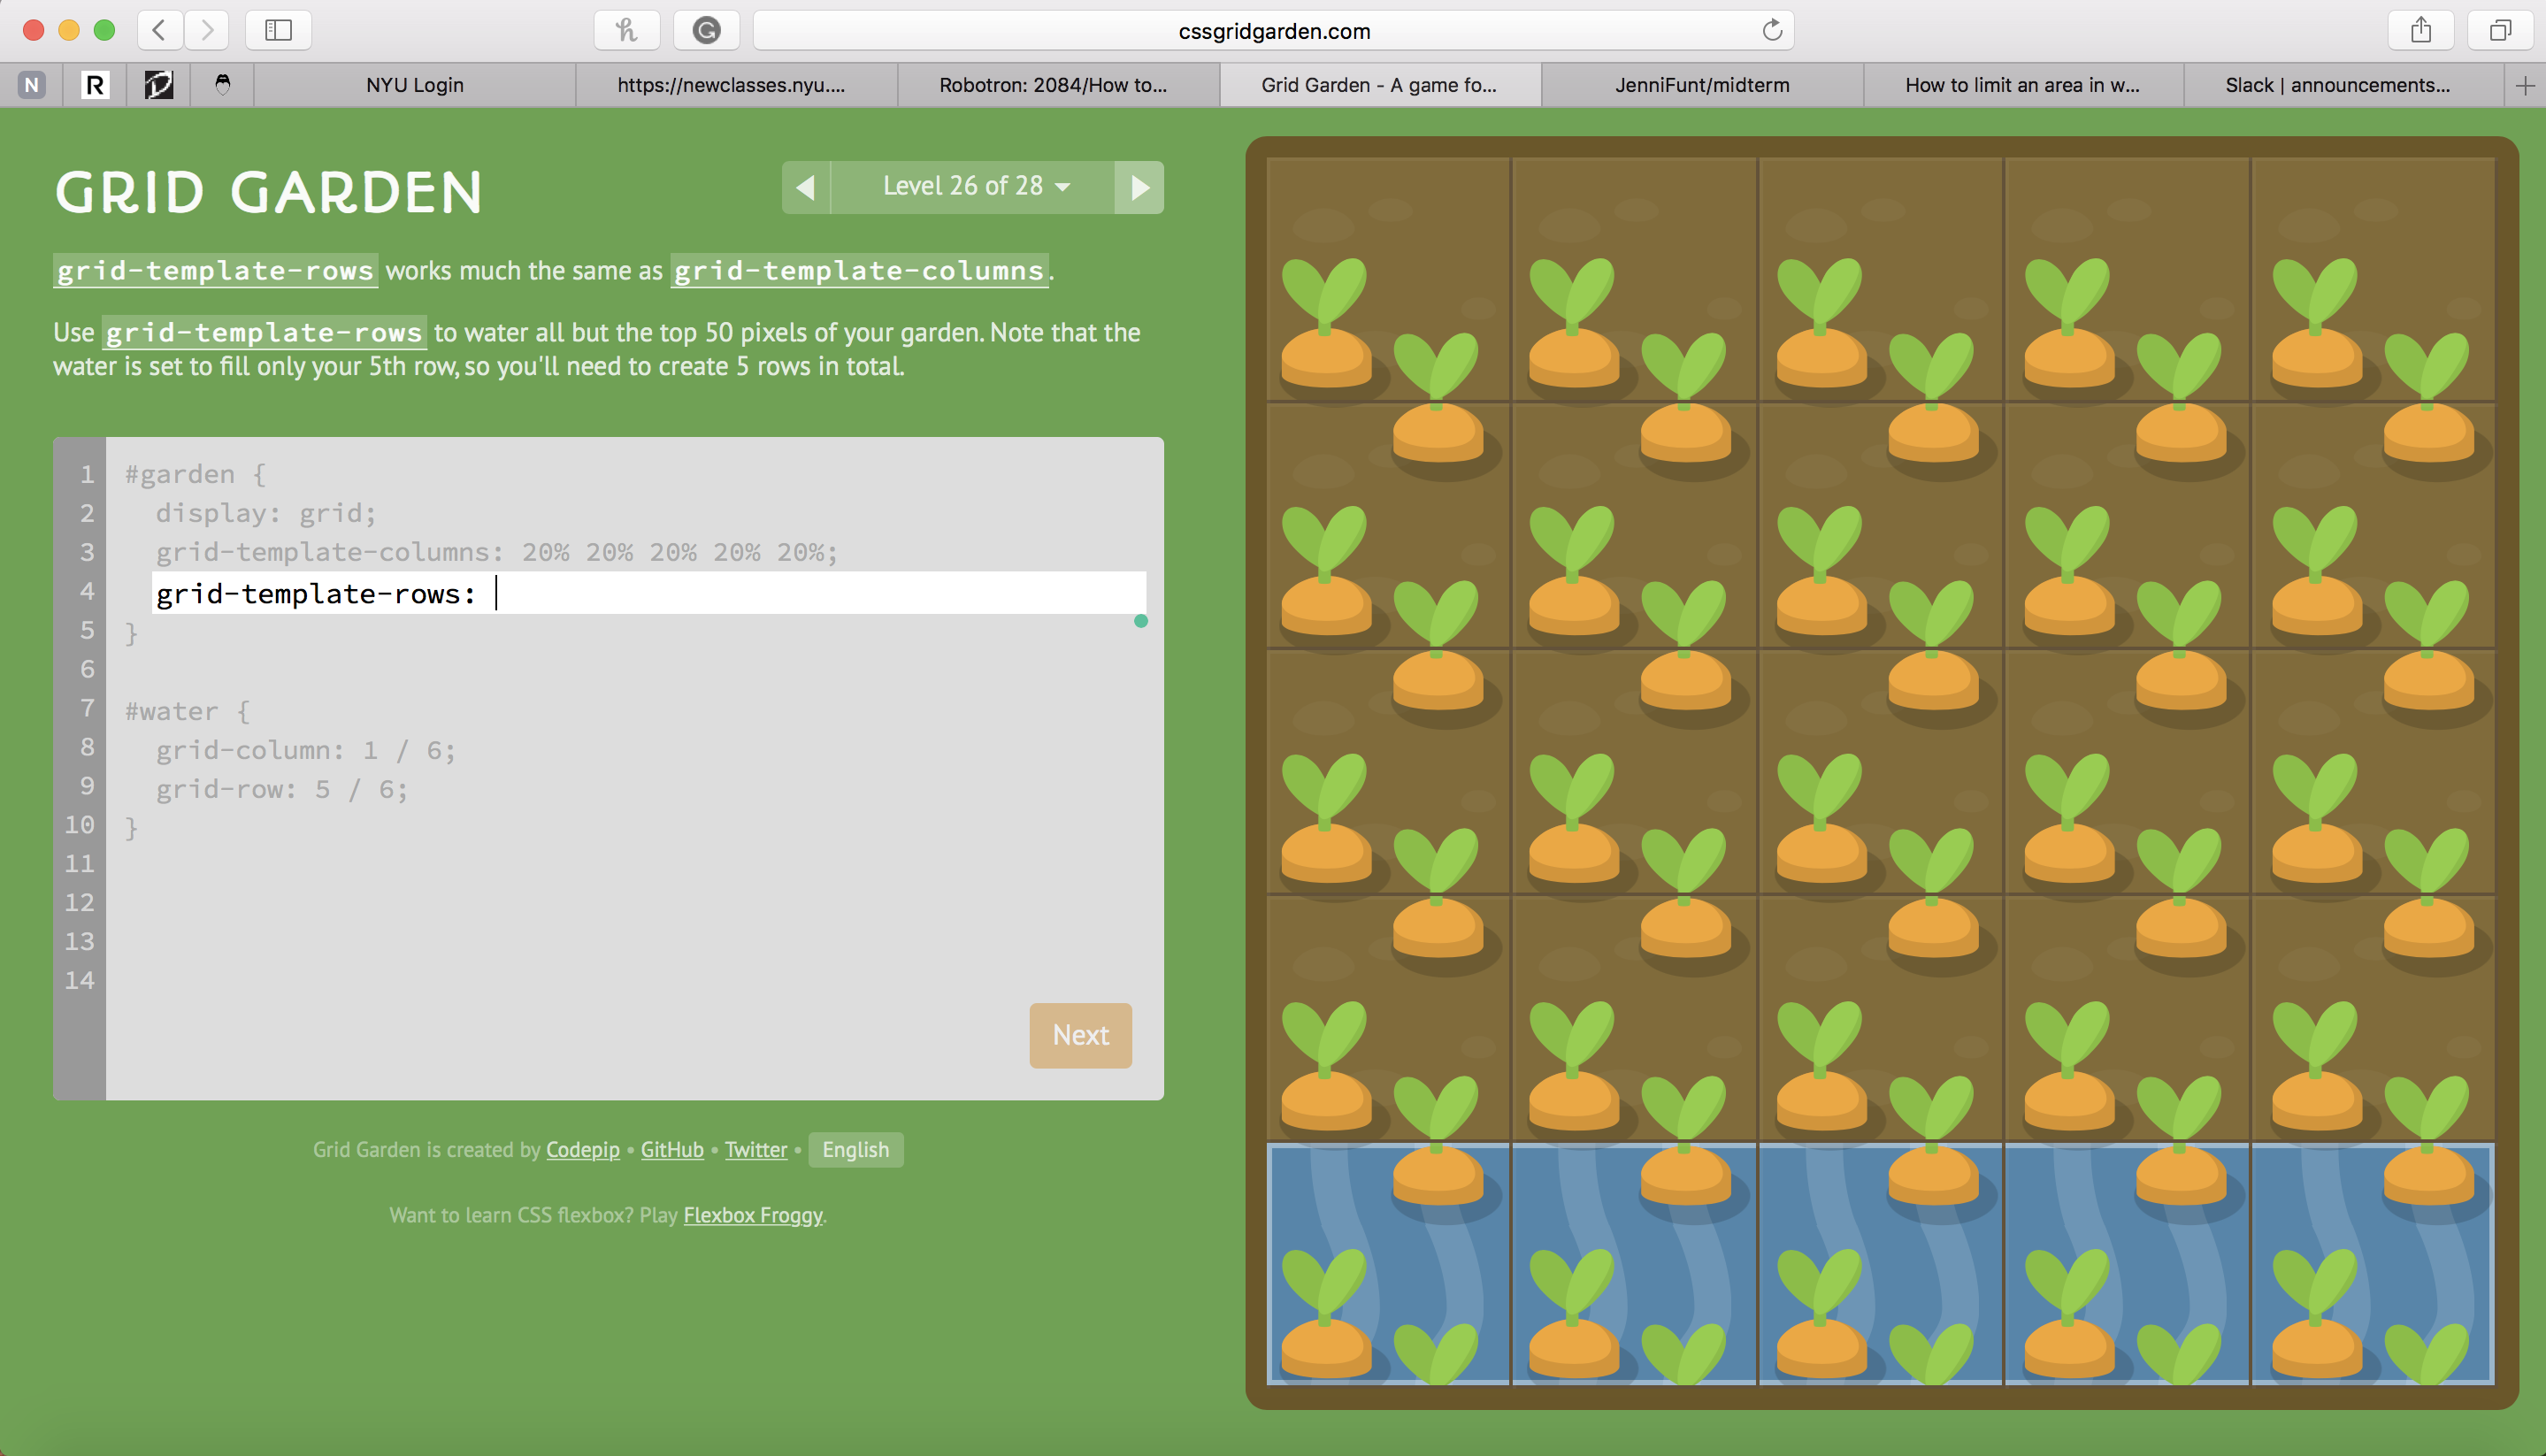 cssgridgarden.com
N
R
NYU Login
https://newclasses.nyu....
Robotron: 2084/How to...
Grid Garden - A game fo...
JenniFunt/midterm
How to limit an area in w...
Slack | announcements...
GRID GARDEN
Level 26 of 28
grid-template-rows works much the same as grid-template-columns.
Use grid-template-rows to water all but the top 50 pixels of your garden. Note that the
water is set to fill only your 5th row, so you'll need to create 5 rows in total.
1 #garden {
2 display: grid;
3 grid-template-columns: 20% 20% 20% 20% 20%;
4 grid-template-rows:
5 }
6
7 #water {
8 grid-column: 1 / 6;
9 grid-row: 5 / 6;
10 }
11
12
13
14
Next
Grid Garden is created by Codepip • GitHub • Twitter • English
Want to learn CSS flexbox? Play Flexbox Froggy.